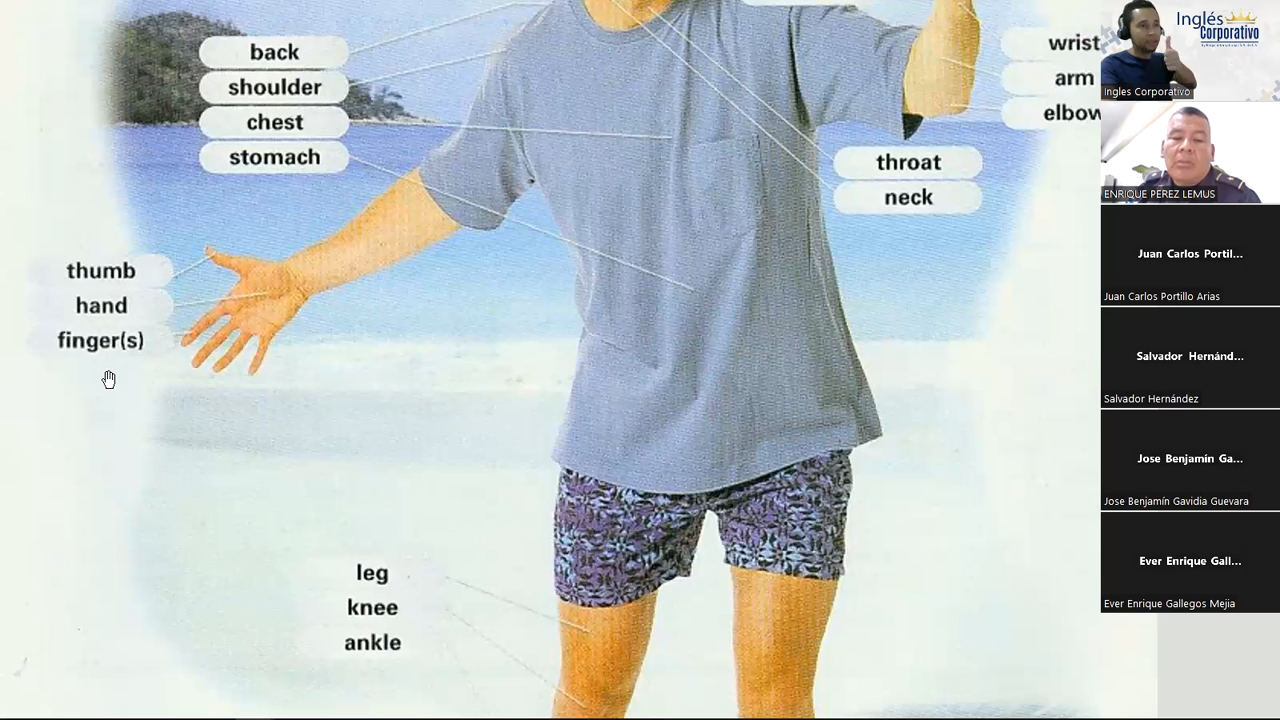 back
shoulder
chest
stomach
thumb
hand
finger(s)
leg
knee
ankle
wrist
arm
elbow
throat
neck
Inglés
Corporativo
Ingles Corporativo
ENRIQUE PEREZ LEMUS
Juan Carlos Portil...
Juan Carlos Portillo Arias
Salvador Hernánd...
Salvador Hernández
Jose Benjamín Ga...
Jose Benjamín Gavidia Guevara
Ever Enrique Gall...
Ever Enrique Gallegos Mejia